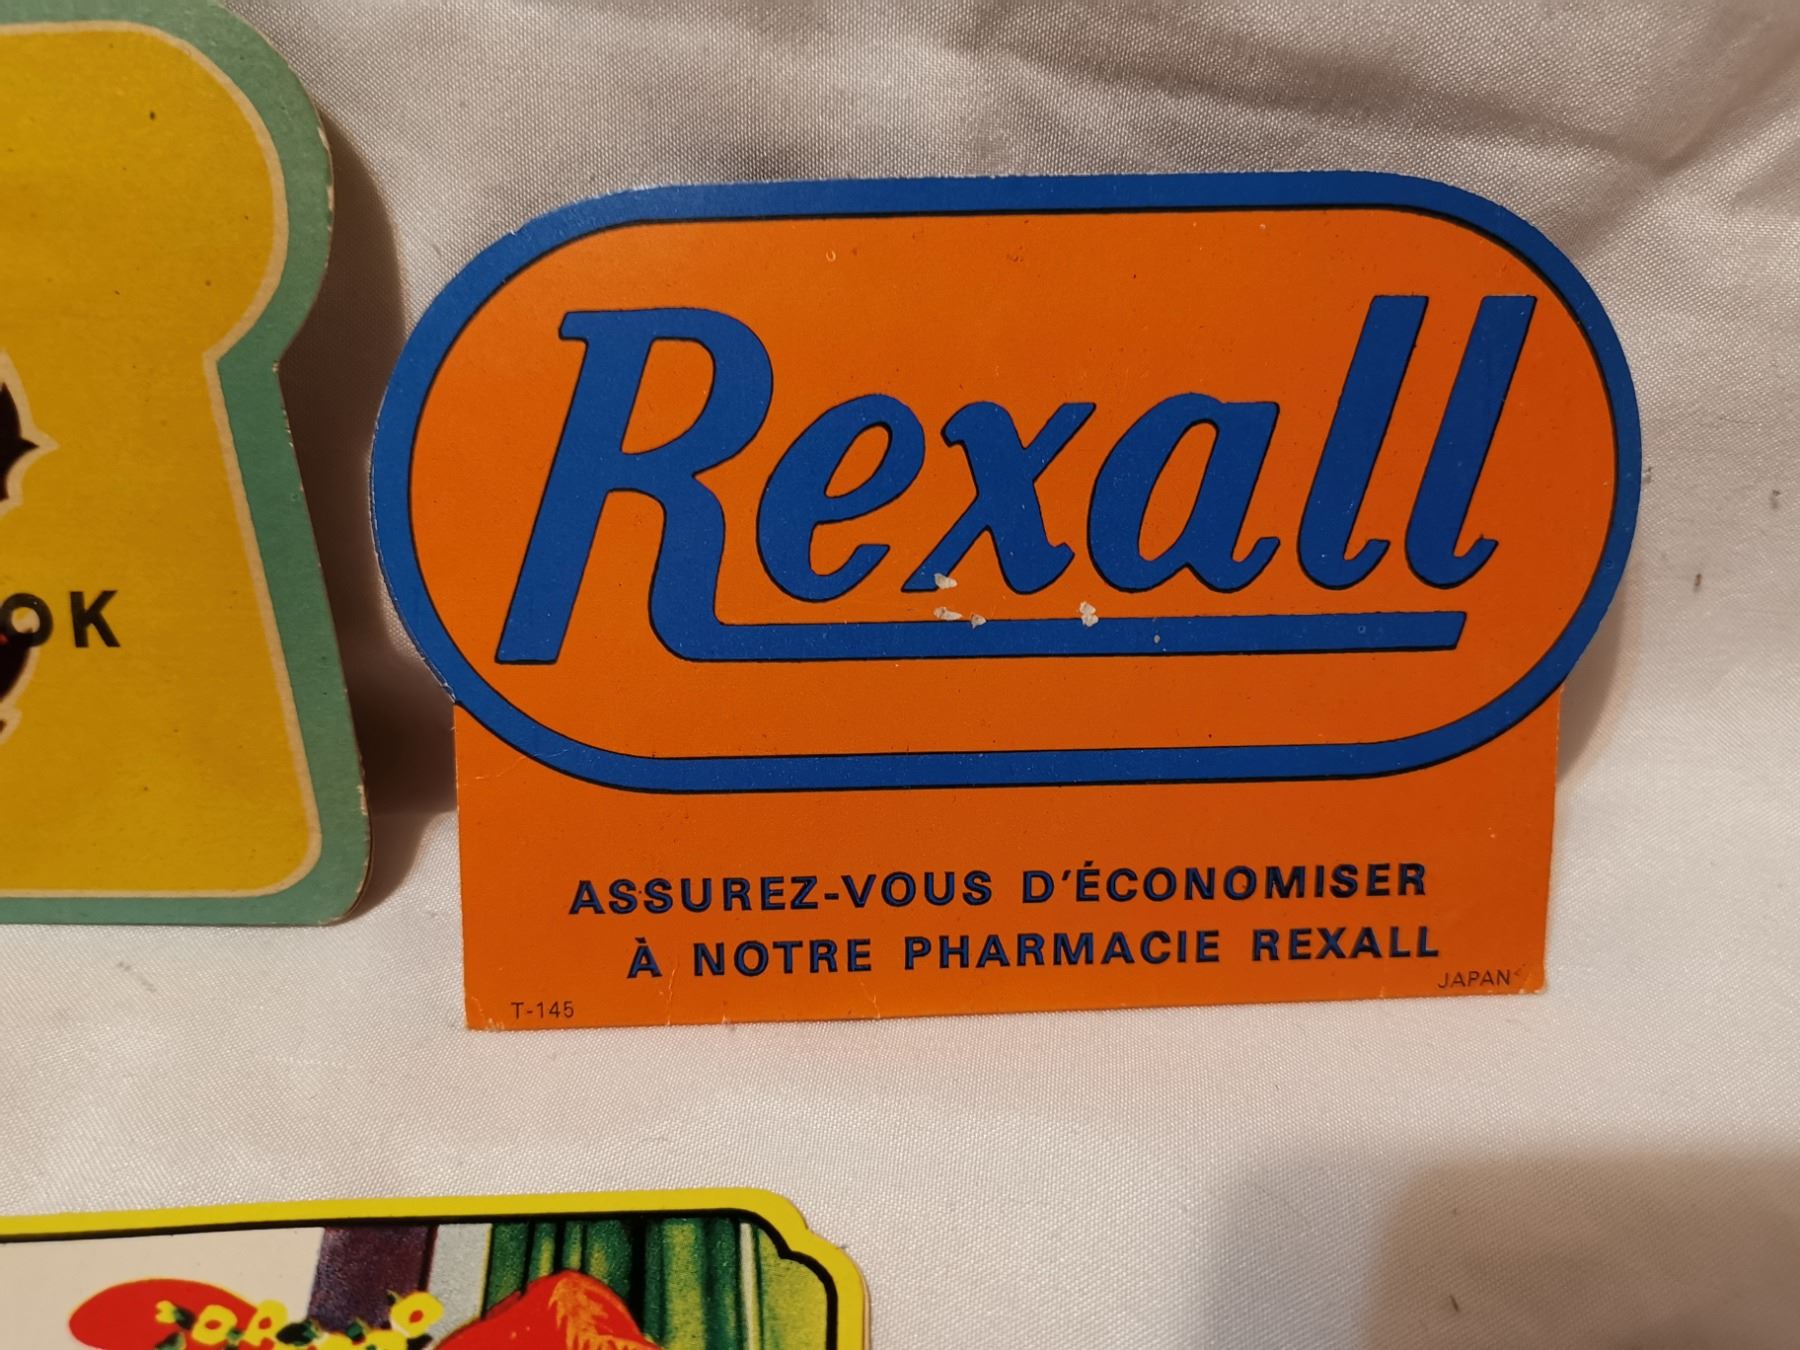 OK
Rexall
ASSUREZ-VOUS D'ÉCONOMISER
À NOTRE PHARMACIE REXALL
JAPAN
T-145